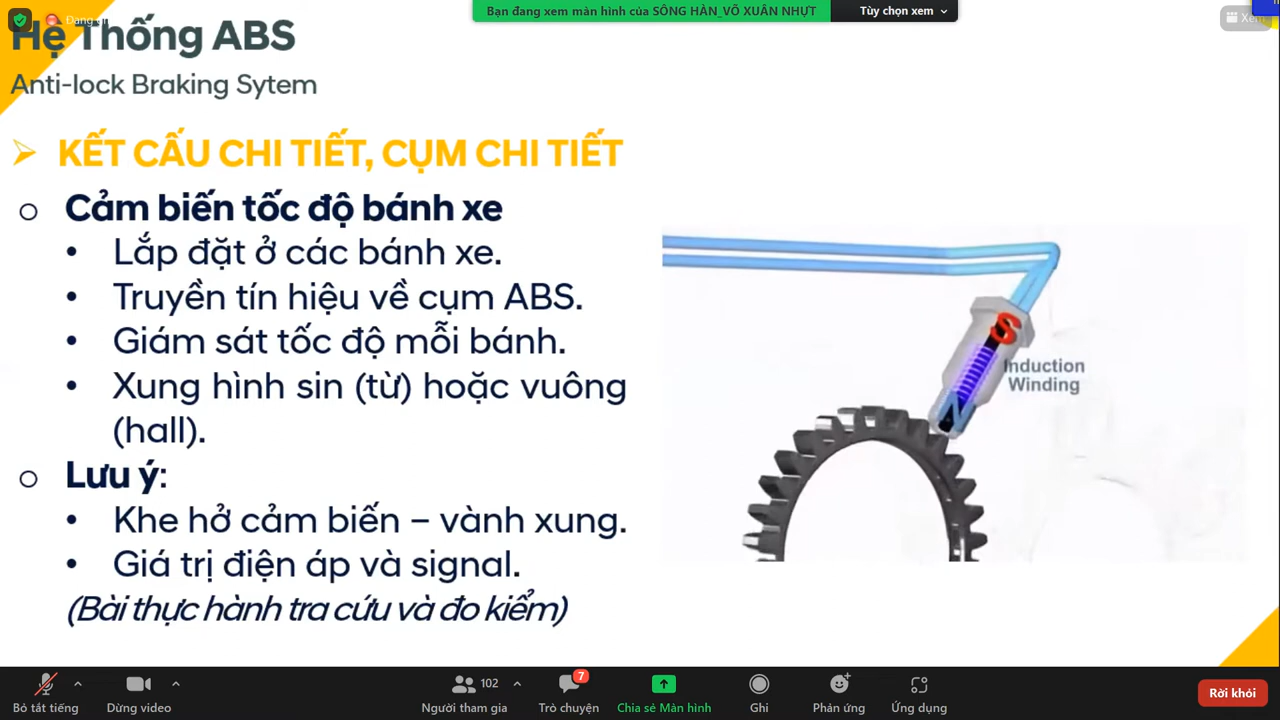 Bạn đang xem màn hình của SÔNG HÀN_VÕ XUÂN NHỰT
Tùy chọn xem
Hệ Thống ABS
Anti-lock Braking Sytem
KẾT CẤU CHI TIẾT, CỤM CHI TIẾT
Cảm biến tốc độ bánh xe
• Lắp đặt ở các bánh xe.
• Truyền tín hiệu về cụm ABS.
• Giám sát tốc độ mỗi bánh.
• Xung hình sin (từ) hoặc vuông
(hall).
Lưu ý:
• Khe hở cảm biến – vành xung.
• Giá trị điện áp và signal.
(Bài thực hành tra cứu và đo kiểm)
S
Induction
Winding
N
Bỏ tắt tiếng
Dừng video
102
Người tham gia
7
Trò chuyện
Chia sẻ Màn hình
Ghi
Phản ứng
Ứng dụng
Rời khỏi